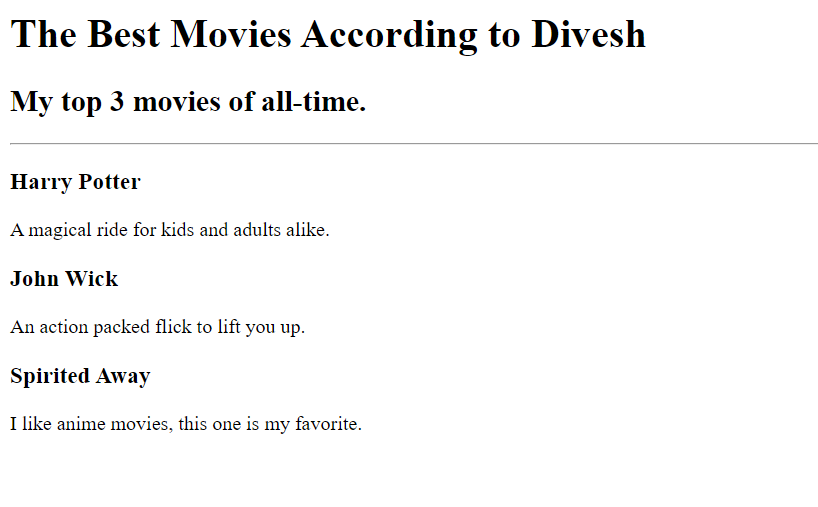 The Best Movies According to Divesh
My top 3 movies of all-time.
Harry Potter
A magical ride for kids and adults alike.
John Wick
An action packed flick to lift you up.
Spirited Away
I like anime movies, this one is my favorite.